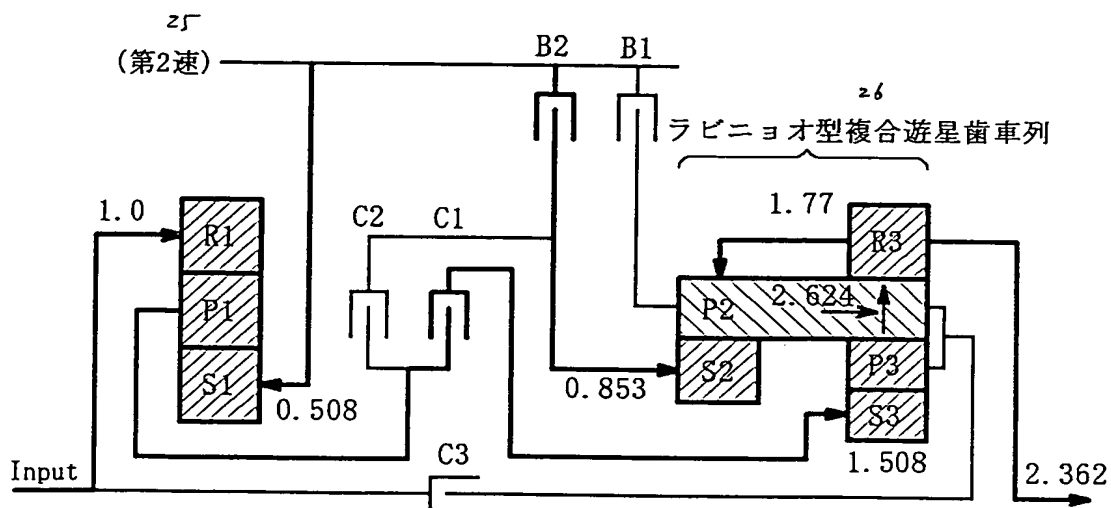 25
(第2速)
B2 B1
26
ラビニョオ型複合遊星歯車列
1.0
R1
C2 C1
1.77
R3
P1
P2
2.624
S1
0.508
0.853
S2
P3
S3
1.508
Input
C3
2.362